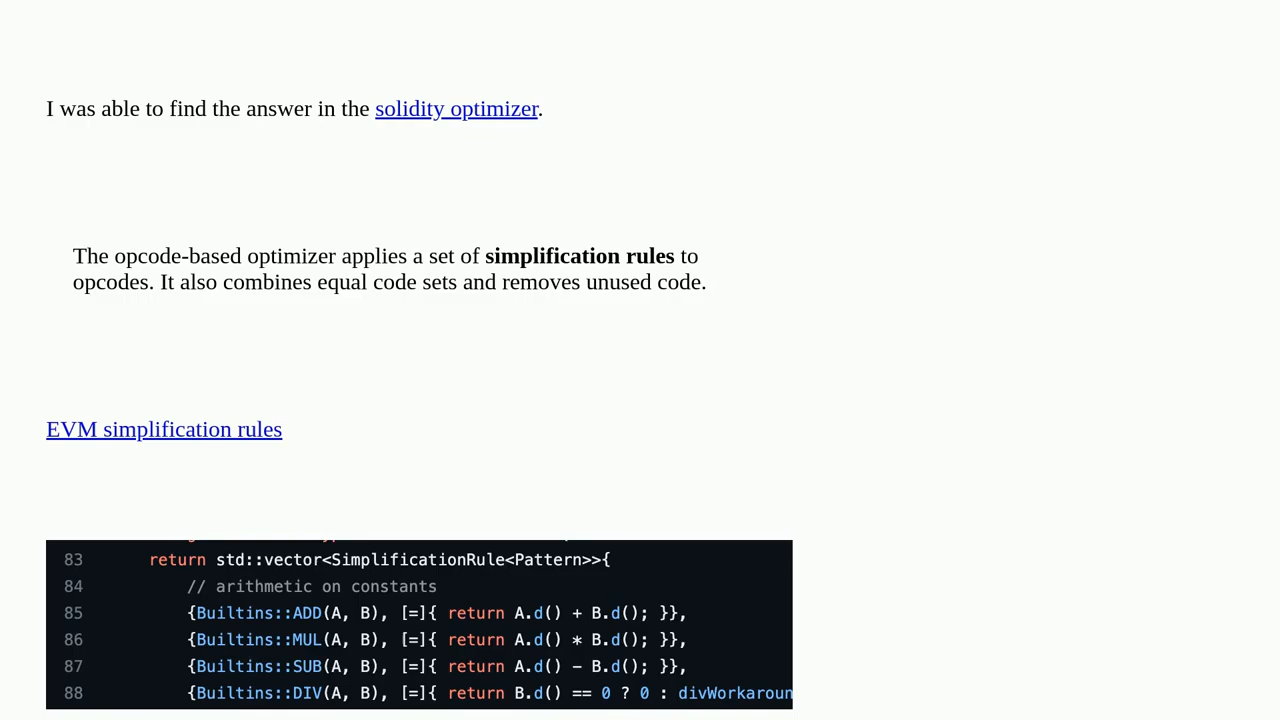 I was able to find the answer in the solidity optimizer.
The opcode-based optimizer applies a set of simplification rules to
opcodes. It also combines equal code sets and removes unused code.
EVM simplification rules
83 return std::vector<SimplificationRule<Pattern>>{
84 // arithmetic on constants
85 {Builtins::ADD(A, B), [=]{ return A.d() + B.d(); }},
86 {Builtins::MUL(A, B), [=]{ return A.d() * B.d(); }},
87 {Builtins::SUB(A, B), [=]{ return A.d() - B.d(); }},
88 {Builtins::DIV(A, B), [=]{ return B.d() == 0 ? 0 : divWorkaroun